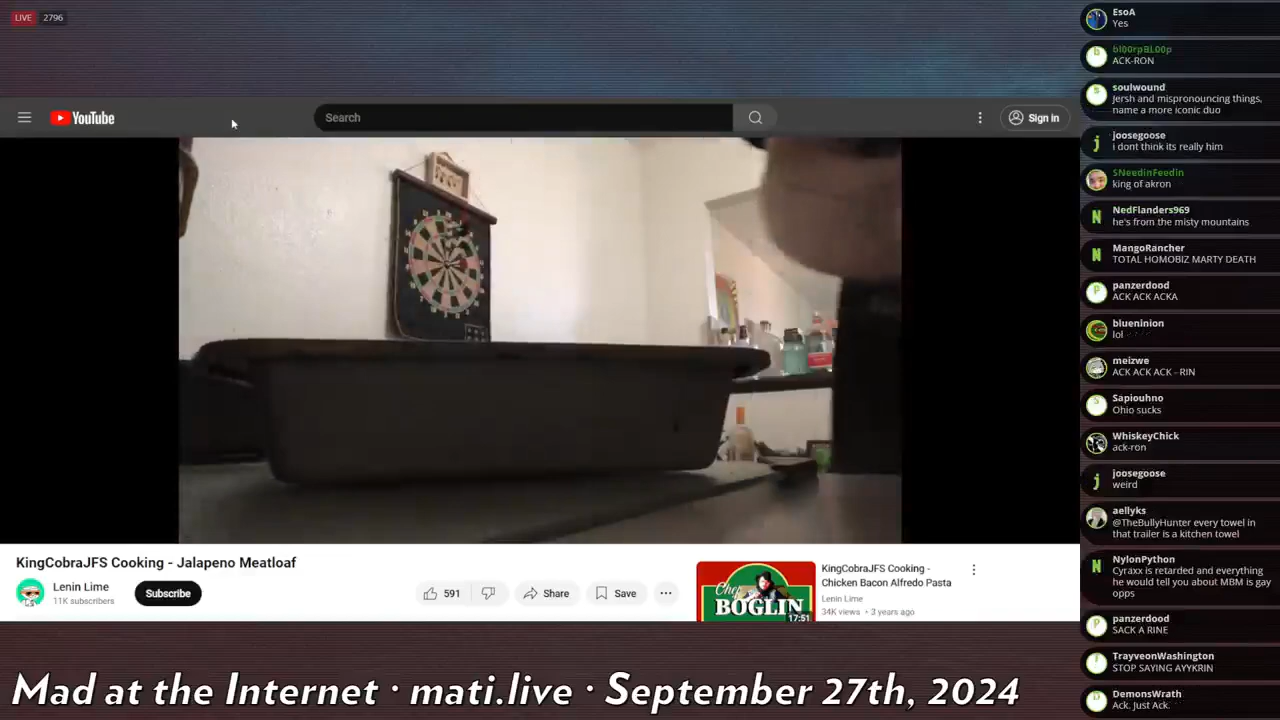 LIVE 2796
YouTube
Search
Sign in
KingCobraJFS Cooking - Jalapeno Meatloaf
Lenin Lime
11K subscribers
Subscribe
591
Share
Save
Chef
BOGLIN
17:51
KingCobraJFS Cooking -
Chicken Bacon Alfredo Pasta
Lenin Lime
34K views • 3 years ago
Mad at the Internet · mati.live · September 27th, 2024
EsoA
Yes
bl00rpBL00p
ACK-RON
soulwound
Jersh and mispronouncing things,
name a more iconic duo
joosegoose
i dont think its really him
SNeedinFeedin
king of akron
NedFlanders969
he's from the misty mountains
MangoRancher
TOTAL HOMOBIZ MARTY DEATH
panzerdood
ACK ACK ACKA
blueninion
lol
meizwe
ACK ACK ACK --RIN
Sapiouhno
Ohio sucks
WhiskeyChick
ack-ron
joosegoose
weird
aellyks
@TheBullyHunter every towel in
that trailer is a kitchen towel
NylonPython
Cyraxx is retarded and everything
he would tell you about MBM is gay
opps
panzerdood
SACK A RINE
TrayveonWashington
STOP SAYING AYYKRIN
DemonsWrath
Ack. Just Ack.